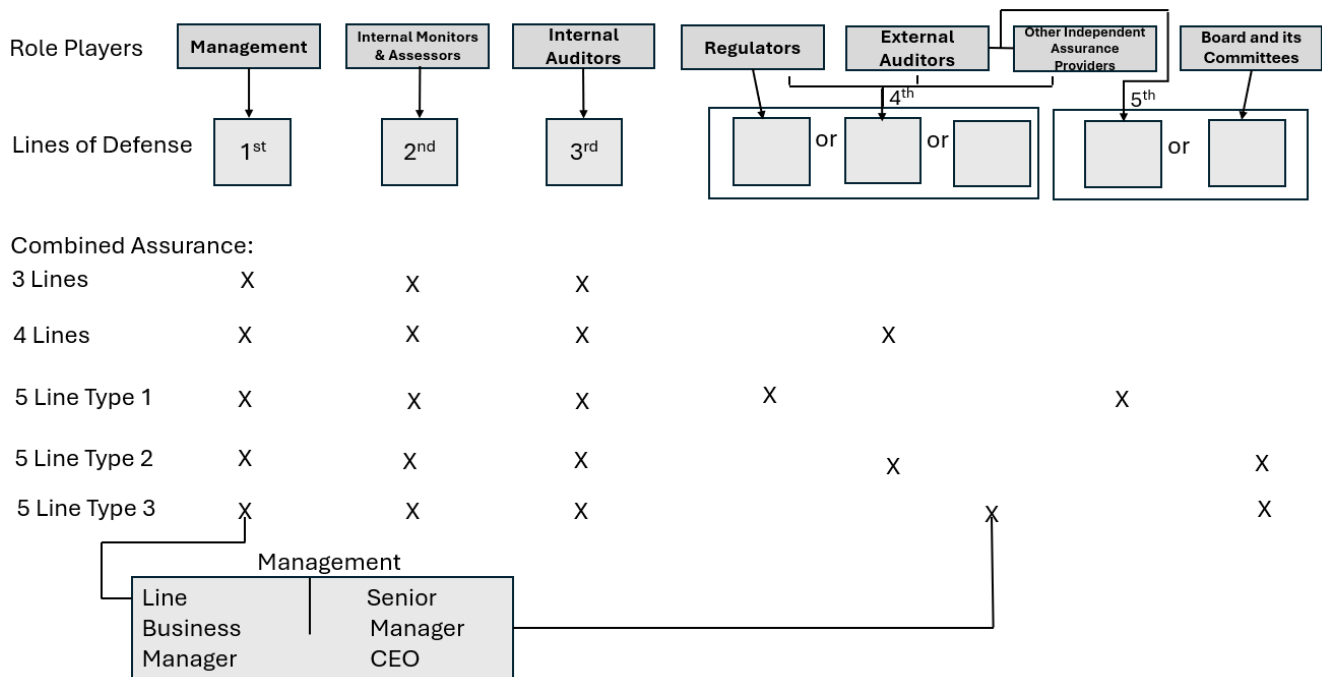 Role Players
Management
Internal Monitors
& Assessors
Internal
Auditors
Regulators
External
Auditors
Other Independent
Assurance
Providers
Board and its
Committees
4th
5th
Lines of Defense
1st
2nd
3rd
or
or
or
Combined Assurance:
3 Lines X X X
4 Lines X X X X
5 Line Type 1 X X X X X
5 Line Type 2 X X X X X
5 Line Type 3 X X X X X
Management
Line Senior
Business Manager
Manager CEO